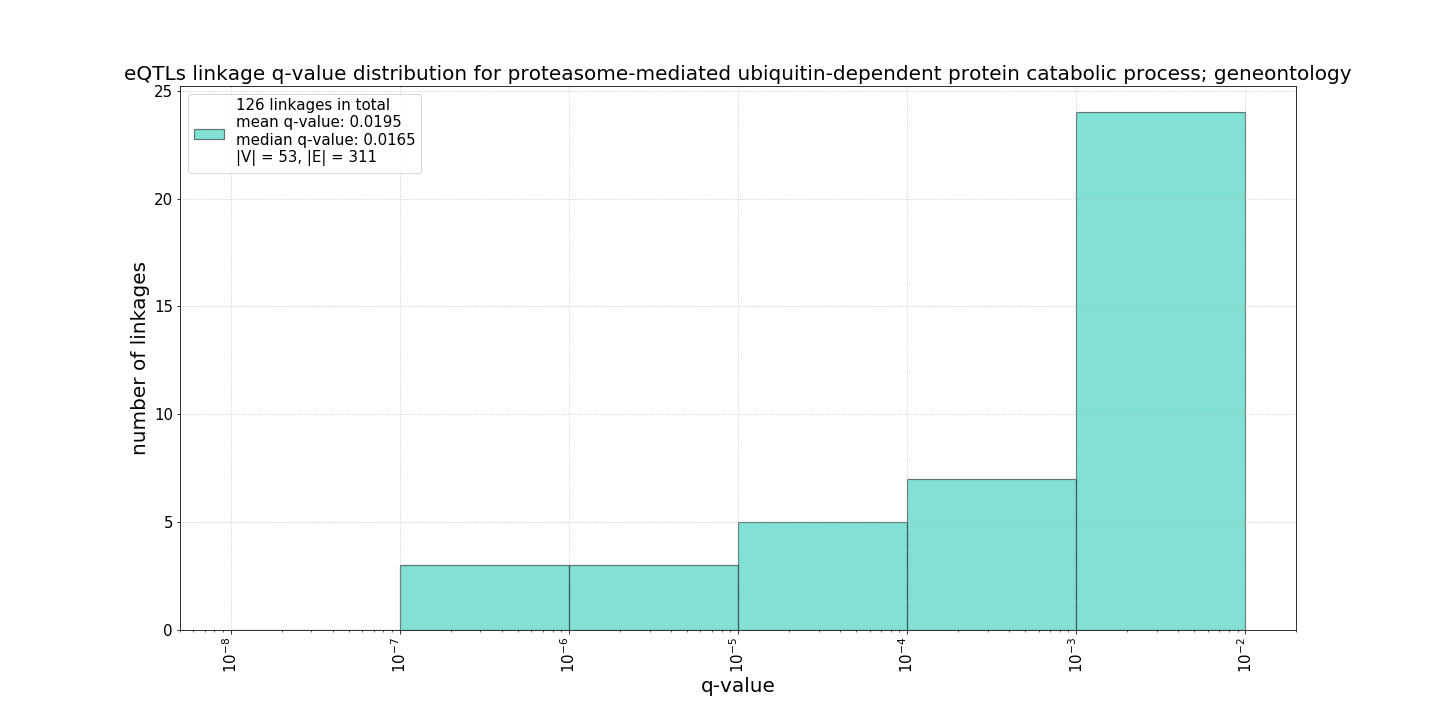 eQTLs linkage q-value distribution for proteasome-mediated ubiquitin-dependent protein catabolic process; geneontology
126 linkages in total
mean q-value: 0.0195
median q-value: 0.0165
|V| = 53, |E| = 311
number of linkages
25
20
15
10
5
0
10⁻⁸
10⁻⁷
10⁻⁶
10⁻⁵
10⁻⁴
10⁻³
10⁻²
q-value